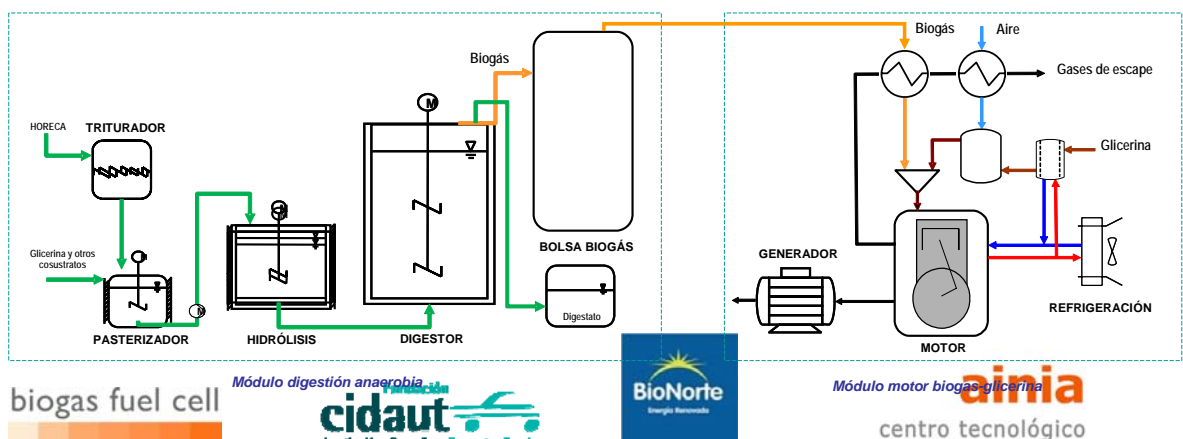 Biogás
Aire
Gases de escape
Biogás
M
HORECA
TRITURADOR
Glicerina
Glicerina y otros
cosustratos
BOLSA BIOGÁS
GENERADOR
M
Digestato
REFRIGERACIÓN
PASTERIZADOR
HIDRÓLISIS
DIGESTOR
MOTOR
Módulo digestión anaerobia
Módulo motor biogas-glicerina
biogas fuel cell
Fundación
cidaut
BioNorte
Energía Renovada
ainia
centro tecnológico